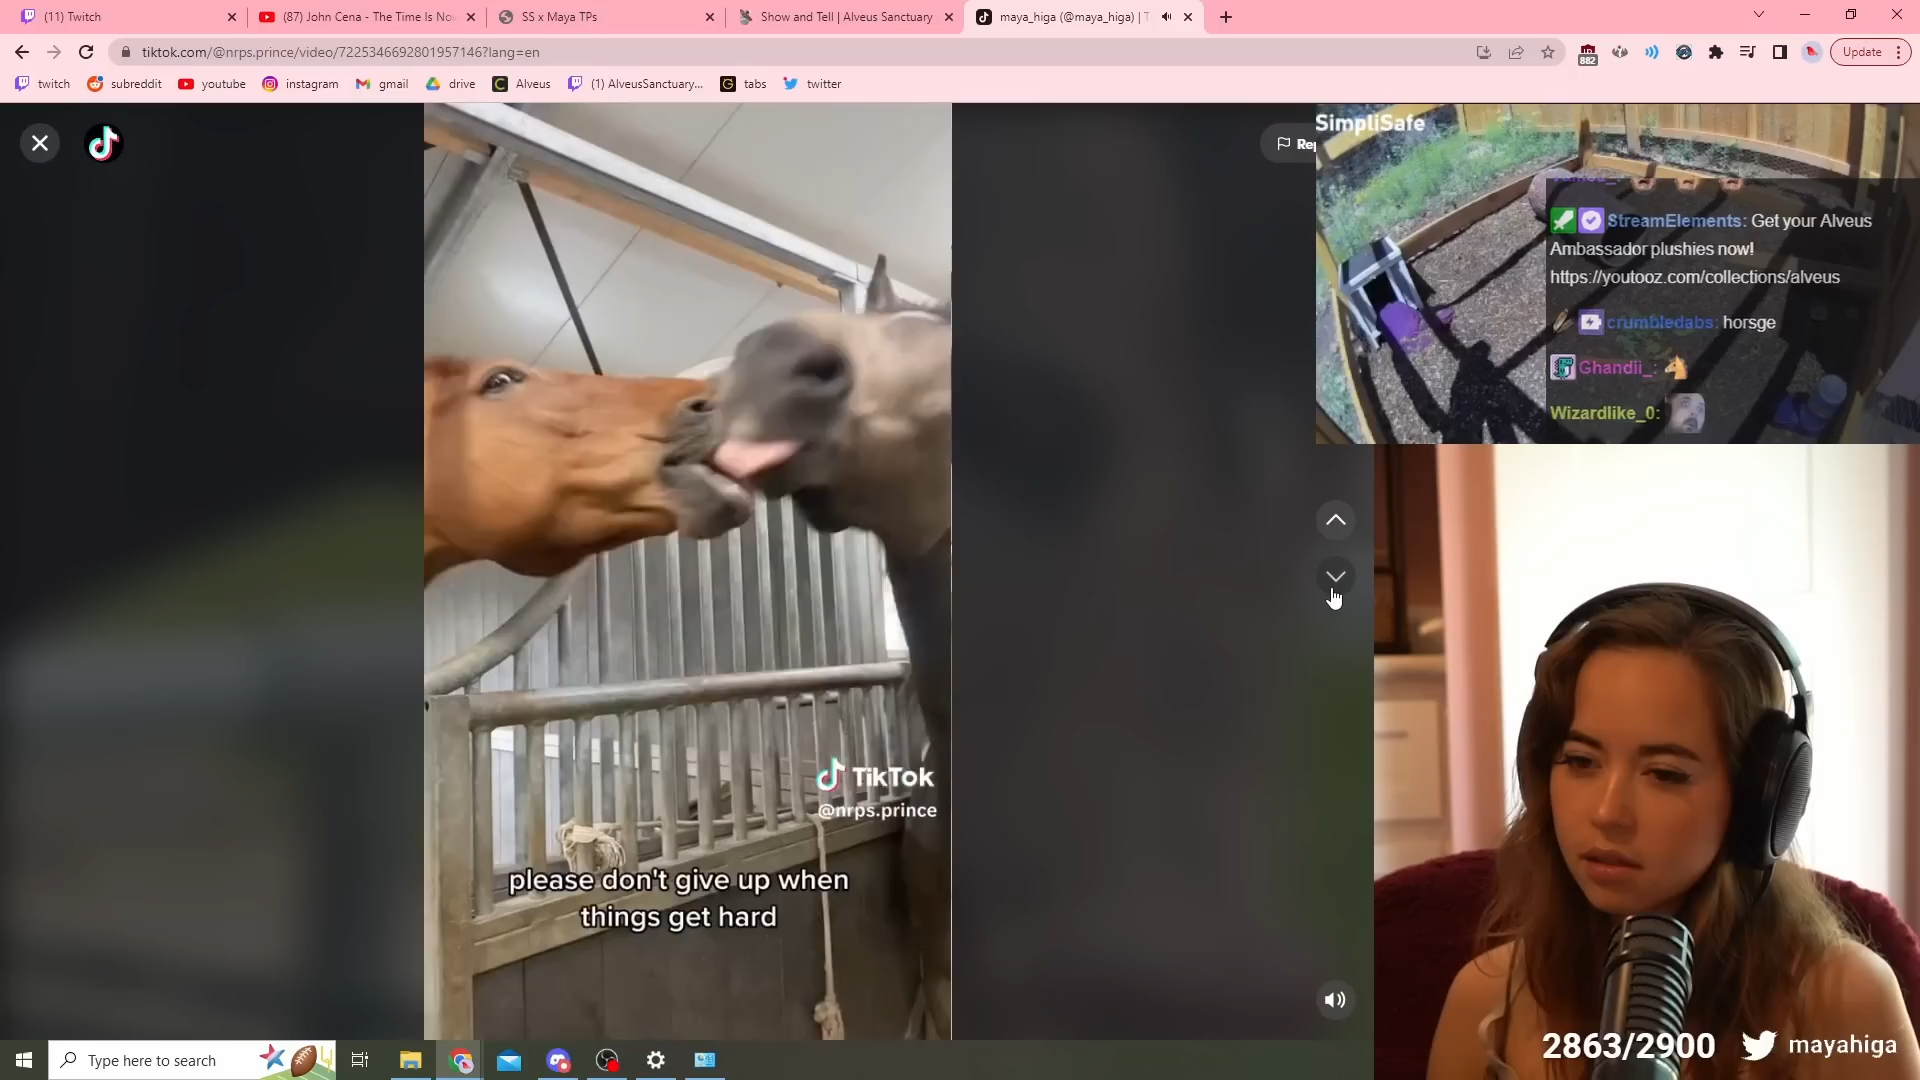 (11) Twitch
(87) John Cena - The Time Is Now
SS x Maya TPs
Show and Tell | Alveus Sanctuary
maya_higa (@maya_higa) | T
tiktok.com/@nrps.prince/video/7225346692801957146?lang=en
882
Update
twitch
subreddit
youtube
instagram
gmail
drive
Alveus
(1) AlveusSanctuary...
tabs
twitter
Rep
SimpliSafe
StreamElements: Get your Alveus
Ambassador plushies now!
https://youtooz.com/collections/alveus
crumbledabs: horsge
Ghandii_:
Wizardlike_0:
TikTok
@nrps.prince
please don't give up when
things get hard
2863/2900
mayahiga
Type here to search